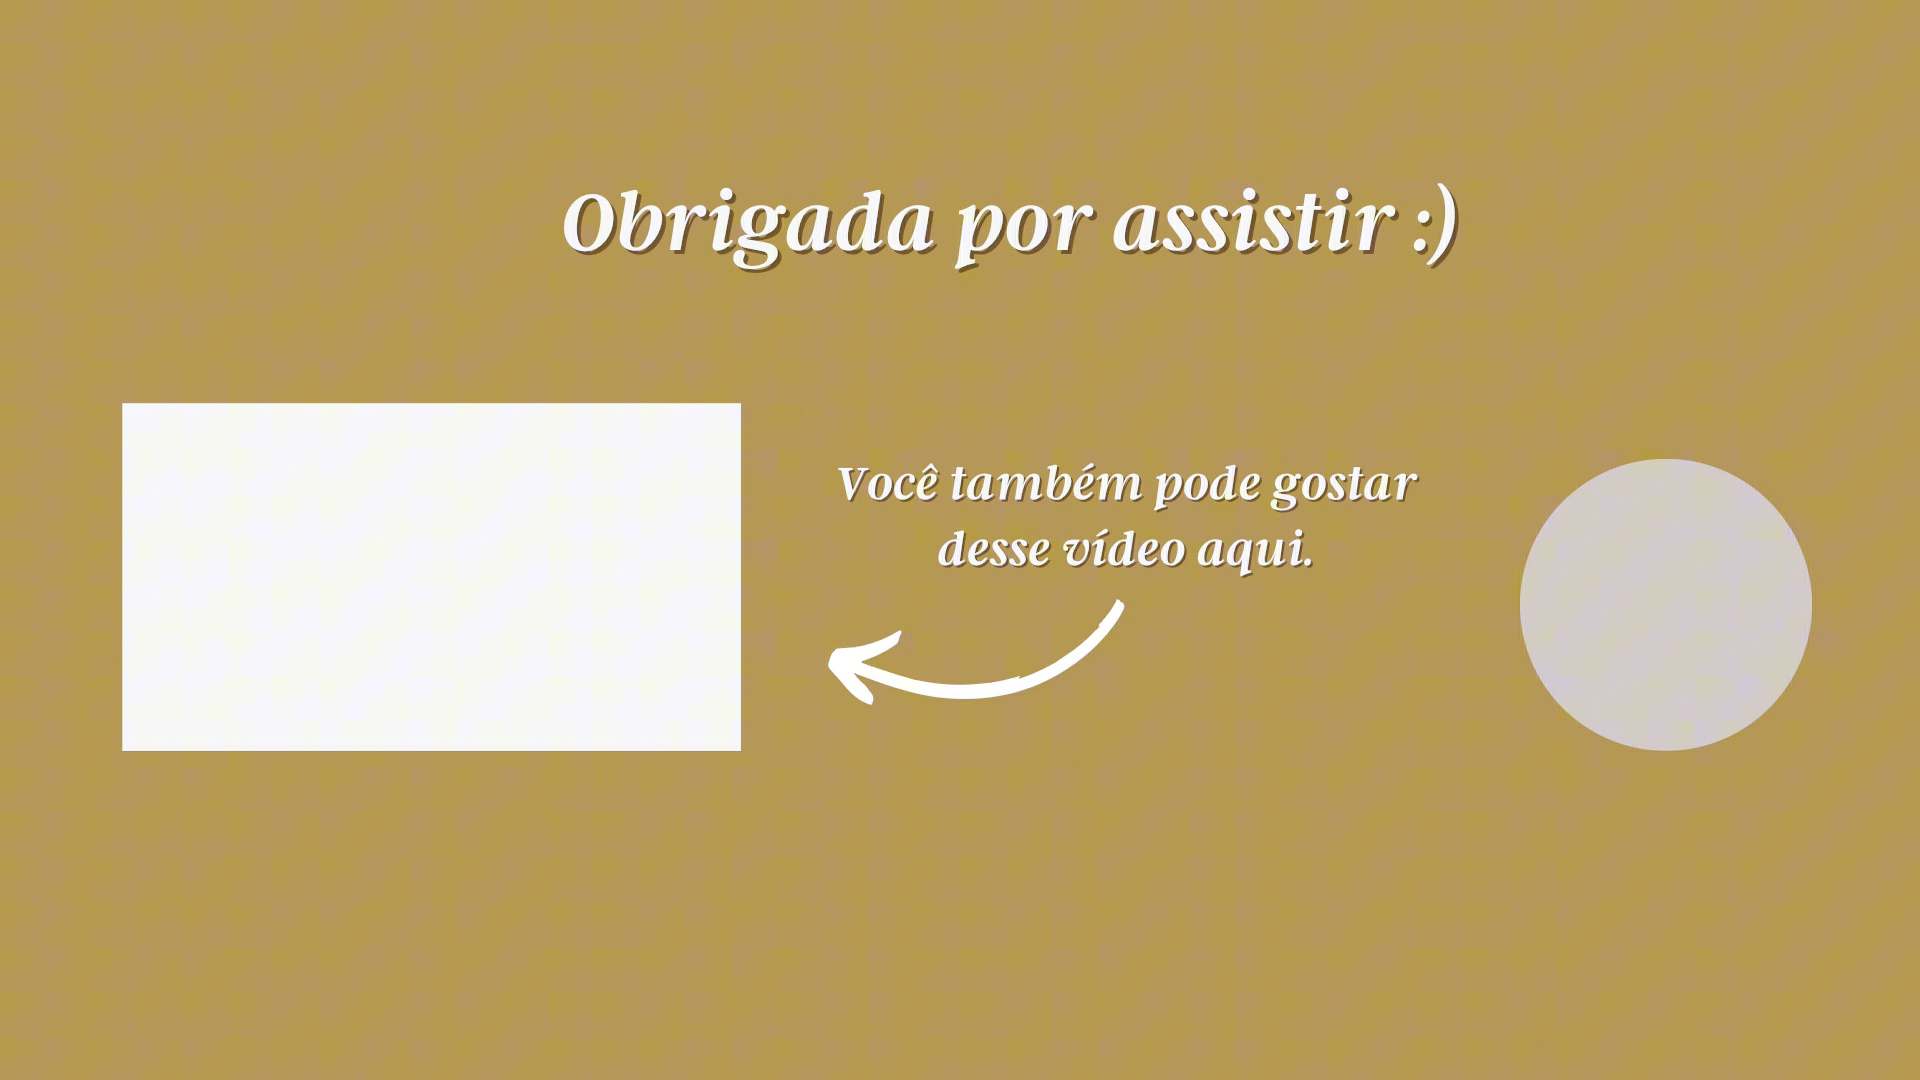 Obrigada por assistir :)
Você também pode gostar
desse vídeo aqui.